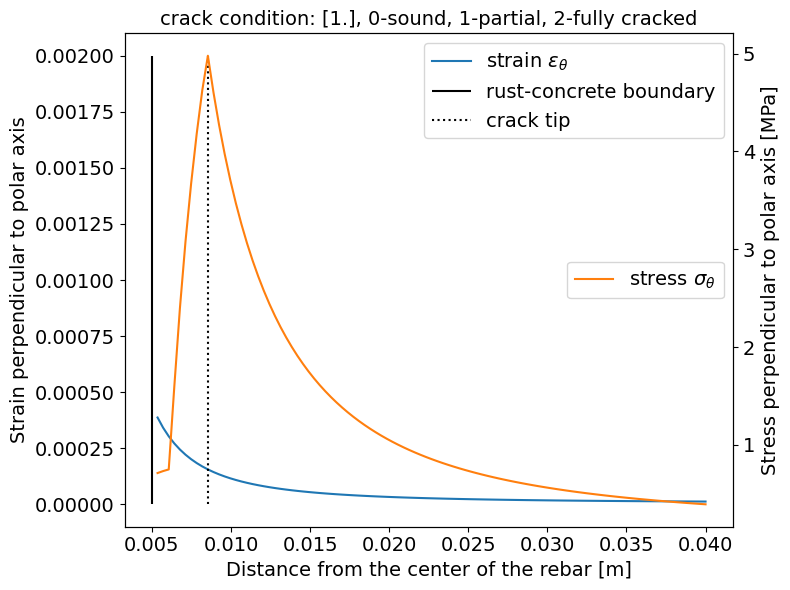 crack condition: [1.], 0-sound, 1-partial, 2-fully cracked
Strain perpendicular to polar axis
0.00200
0.00175
0.00150
0.00125
0.00100
0.00075
0.00050
0.00025
0.00000
strain εθ
rust-concrete boundary
crack tip
stress σθ
5
4
3
2
1
Stress perpendicular to polar axis [MPa]
0.005 0.010 0.015 0.020 0.025 0.030 0.035 0.040
Distance from the center of the rebar [m]